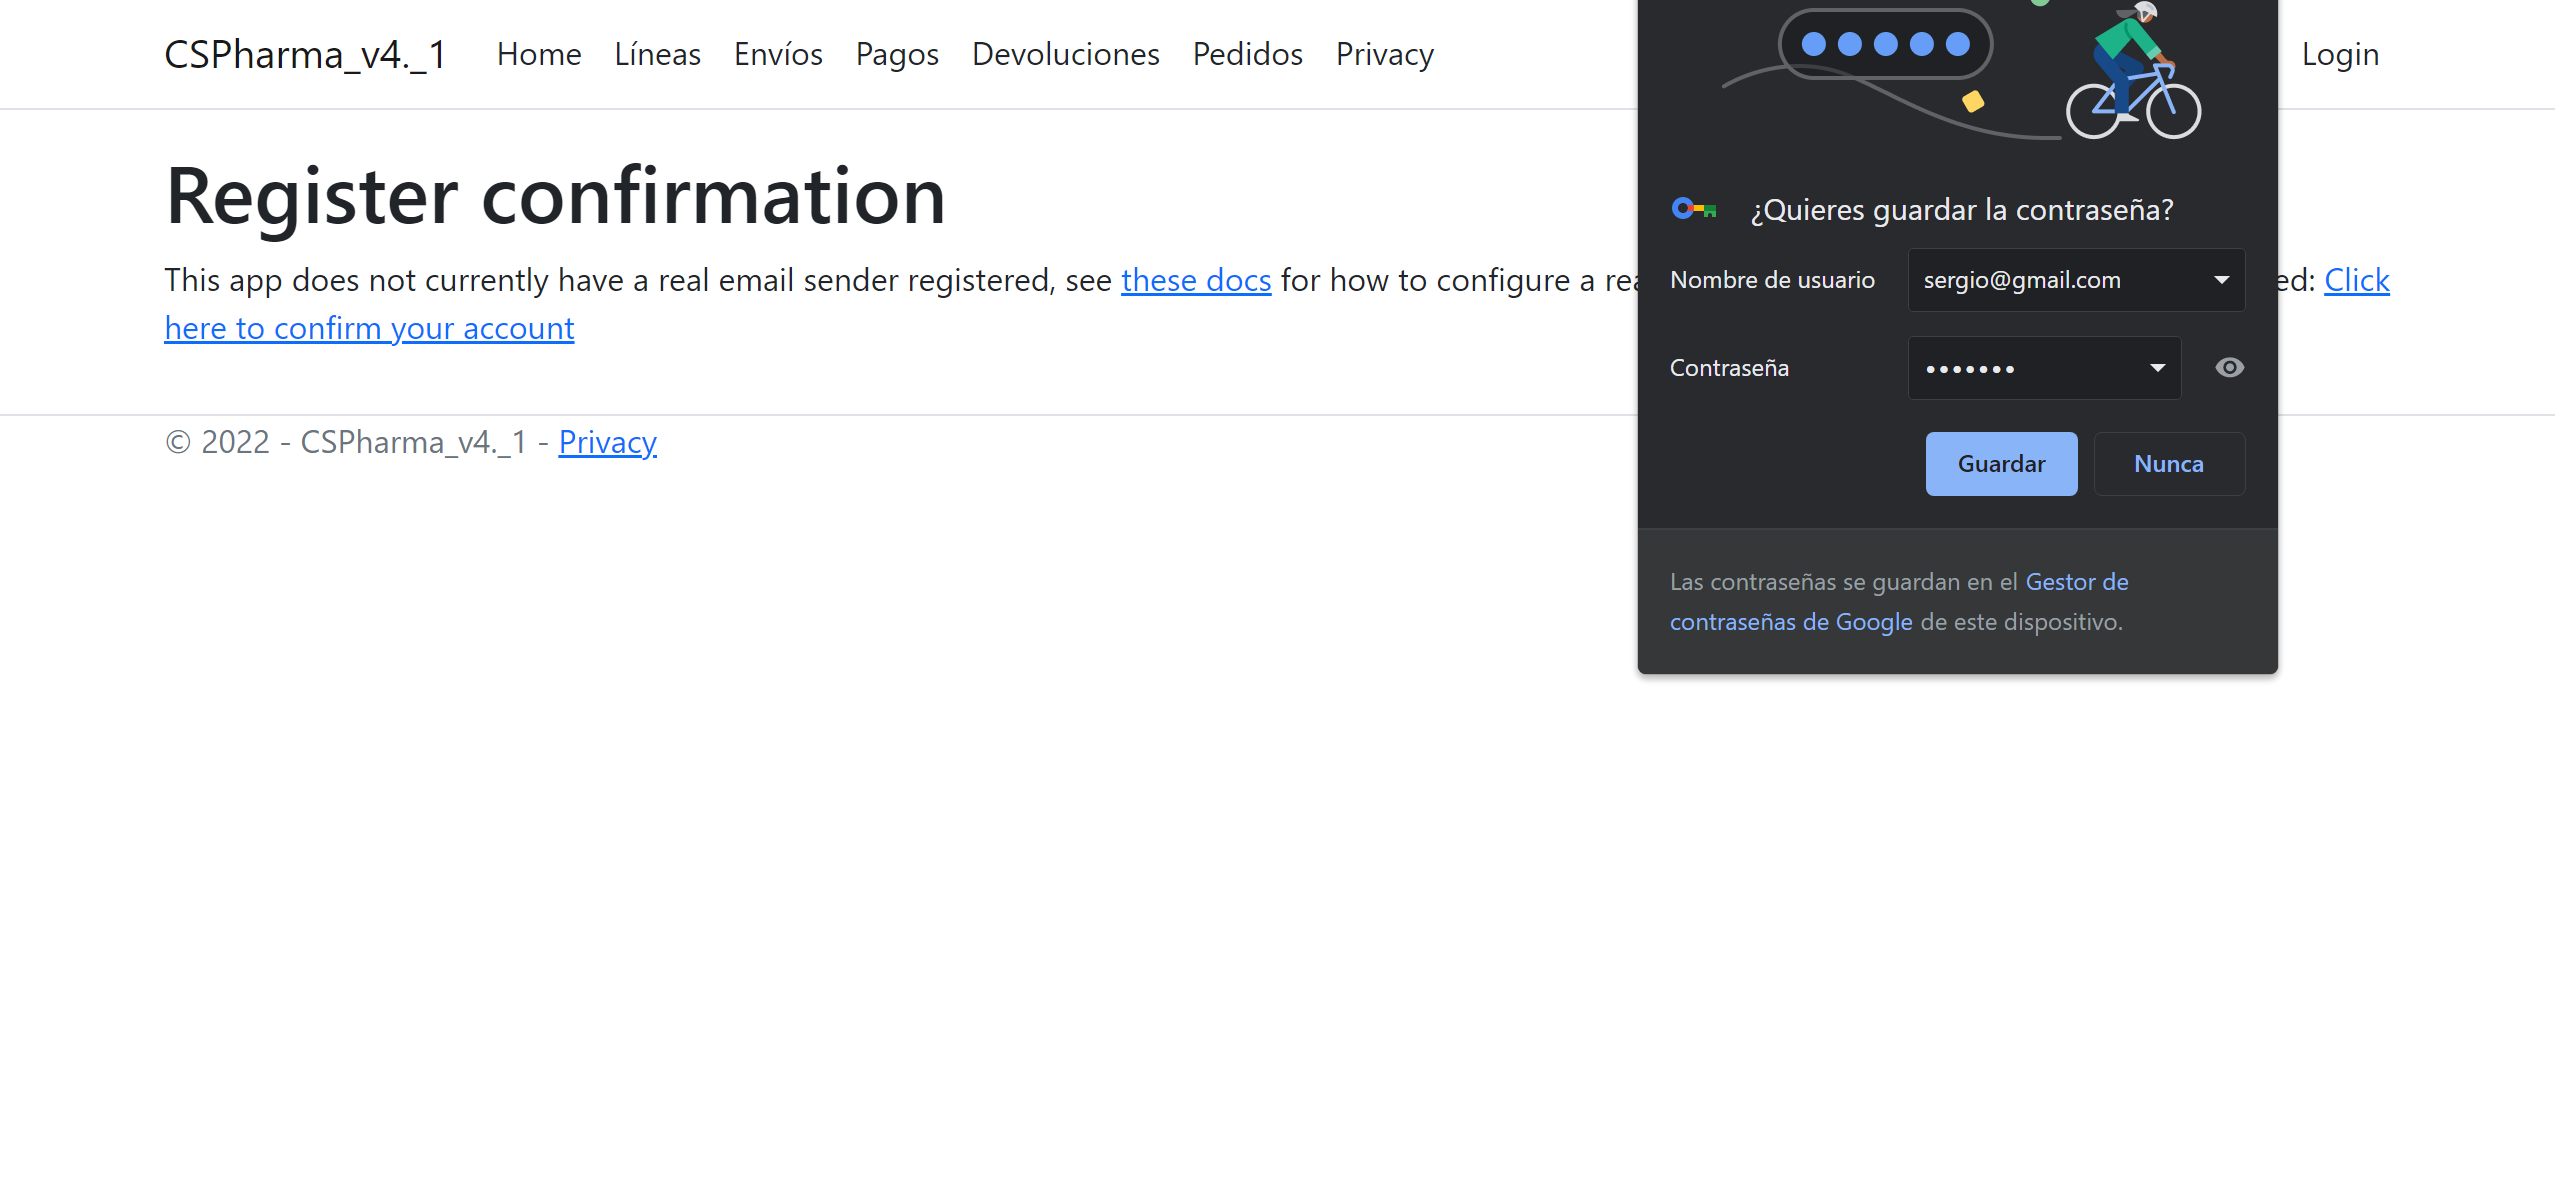 CSPharma_v4._1 Home Líneas Envíos Pagos Devoluciones Pedidos Privacy Login
Register confirmation
This app does not currently have a real email sender registered, see these docs for how to configure a ed: Click
here to confirm your account
© 2022 - CSPharma_v4._1 - Privacy
¿Quieres guardar la contraseña?
Nombre de usuario sergio@gmail.com
Contraseña •••••••
Guardar Nunca
Las contraseñas se guardan en el Gestor de
contraseñas de Google de este dispositivo.